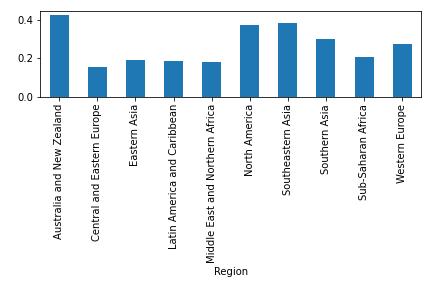 0.4
0.2
0.0
Australia and New Zealand
Central and Eastern Europe
Eastern Asia
Latin America and Caribbean
Middle East and Northern Africa
North America
Southeastern Asia
Southern Asia
Sub-Saharan Africa
Western Europe
Region